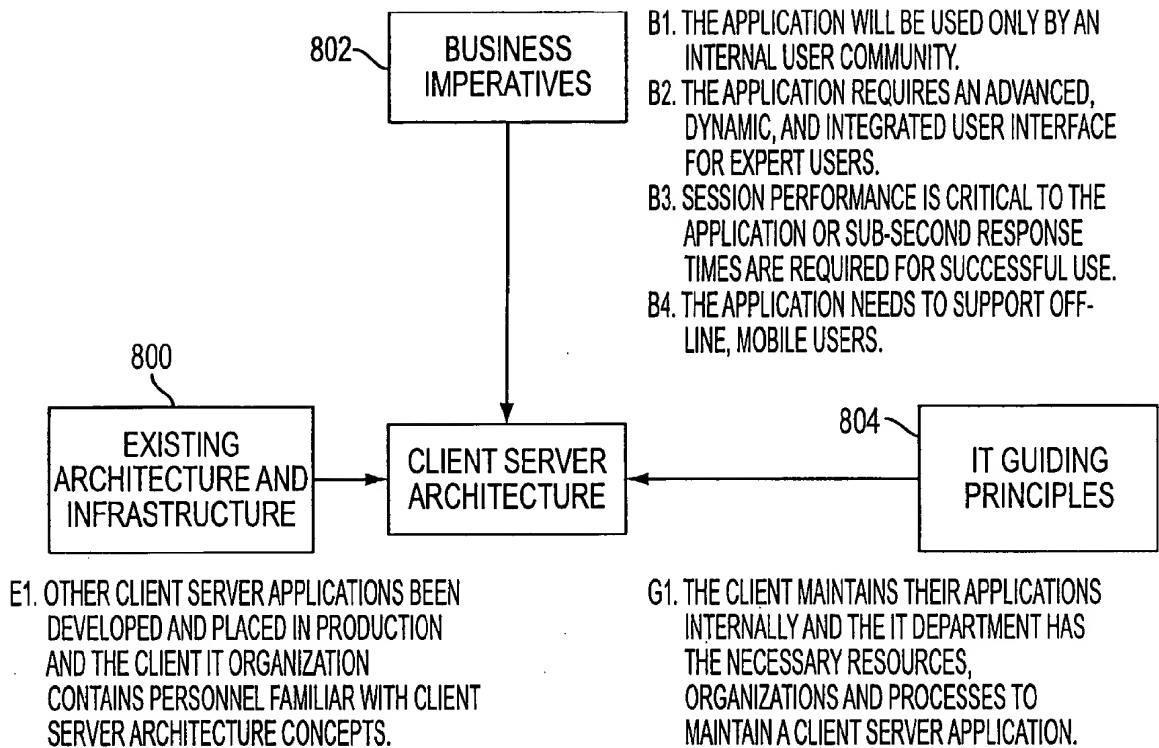 802
BUSINESS
IMPERATIVES
B1. THE APPLICATION WILL BE USED ONLY BY AN
INTERNAL USER COMMUNITY.
B2. THE APPLICATION REQUIRES AN ADVANCED,
DYNAMIC, AND INTEGRATED USER INTERFACE
FOR EXPERT USERS.
B3. SESSION PERFORMANCE IS CRITICAL TO THE
APPLICATION OR SUB-SECOND RESPONSE
TIMES ARE REQUIRED FOR SUCCESSFUL USE.
B4. THE APPLICATION NEEDS TO SUPPORT OFF-
LINE, MOBILE USERS.
800
EXISTING
ARCHITECTURE AND
INFRASTRUCTURE
CLIENT SERVER
ARCHITECTURE
804
IT GUIDING
PRINCIPLES
E1. OTHER CLIENT SERVER APPLICATIONS BEEN
DEVELOPED AND PLACED IN PRODUCTION
AND THE CLIENT IT ORGANIZATION
CONTAINS PERSONNEL FAMILIAR WITH CLIENT
SERVER ARCHITECTURE CONCEPTS.
G1. THE CLIENT MAINTAINS THEIR APPLICATIONS
INTERNALLY AND THE IT DEPARTMENT HAS
THE NECESSARY RESOURCES,
ORGANIZATIONS AND PROCESSES TO
MAINTAIN A CLIENT SERVER APPLICATION.